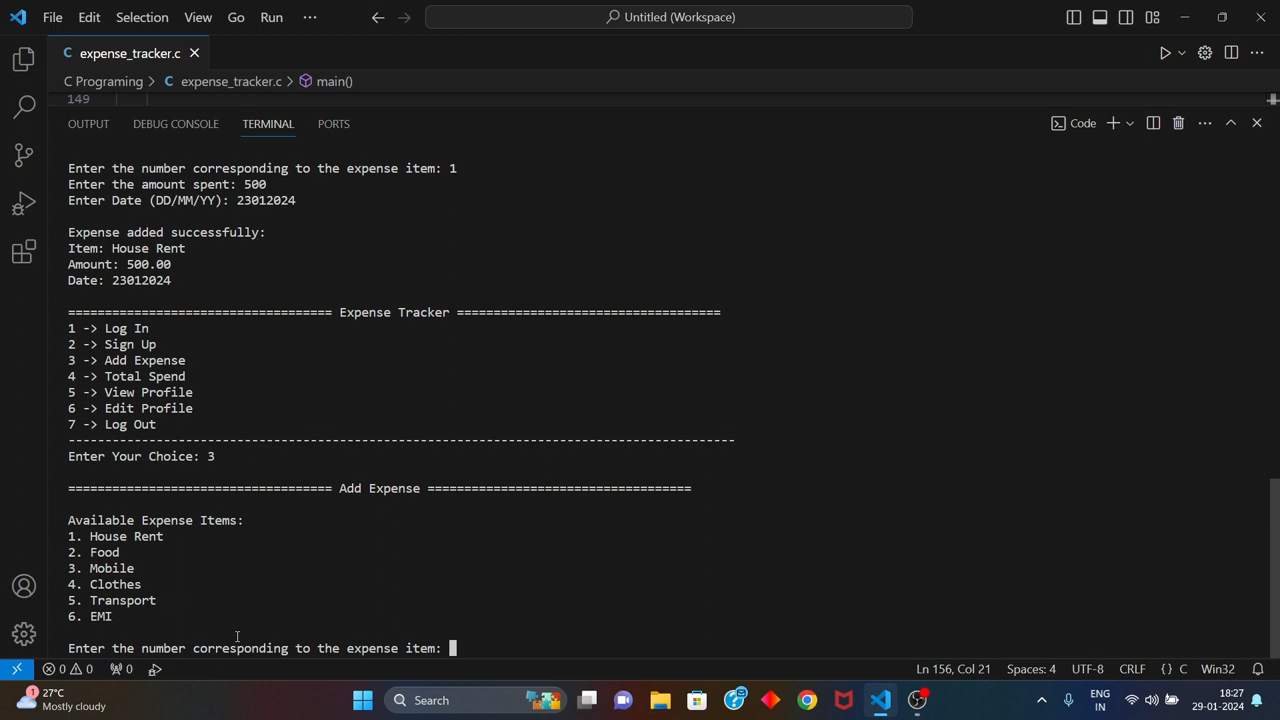 File Edit Selection View Go Run ··· Untitled (Workspace)
C expense_tracker.c
C Programing > C expense_tracker.c > main()
149
OUTPUT DEBUG CONSOLE TERMINAL PORTS Code
Enter the number corresponding to the expense item: 1
Enter the amount spent: 500
Enter Date (DD/MM/YY): 23012024
Expense added successfully:
Item: House Rent
Amount: 500.00
Date: 23012024
==================================== Expense Tracker ====================================
1 -> Log In
2 -> Sign Up
3 -> Add Expense
4 -> Total Spend
5 -> View Profile
6 -> Edit Profile
7 -> Log Out
-------------------------------------------------------------------------------------------
Enter Your Choice: 3
==================================== Add Expense ====================================
Available Expense Items:
1. House Rent
2. Food
3. Mobile
4. Clothes
5. Transport
6. EMI
Enter the number corresponding to the expense item:
0 0 0 Ln 156, Col 21 Spaces: 4 UTF-8 CRLF {} C Win32
1 27°C Mostly cloudy Search ENG IN 18:27 29-01-2024